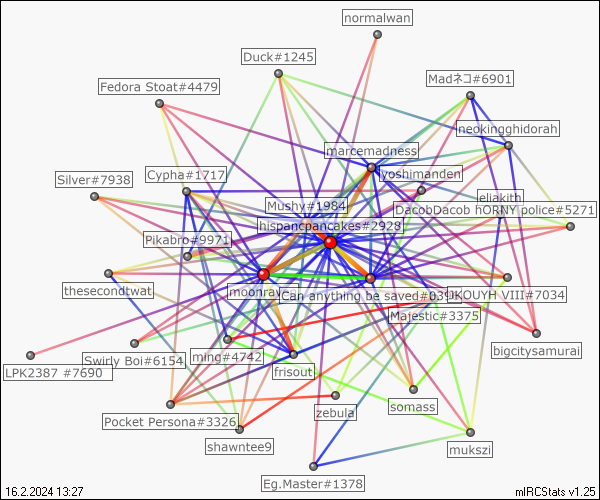 normalwan
Duck#1245
Madネコ#6901
Fedora Stoat#4479
neokingghidorah
marcemadness
Cypha#1717
yoshimanden
Silver#7938
eliakith
Mushy#1984
DacobDacob
hORNY police#5271
hispancpancakes#2928
Pikabro#9971
thesecondtwat
moonray
Can anything be saved#039
JKOUYH VIII#7034
Majestic#3375
bigcitysamurai
ming#4742
Swirly Boi#6154
LPK2387 #7690
frisout
somass
zebula
Pocket Persona#3326
shawntee9
mukszi
Eg.Master#1378
16.2.2024 13:27
mIRCStats v1.25